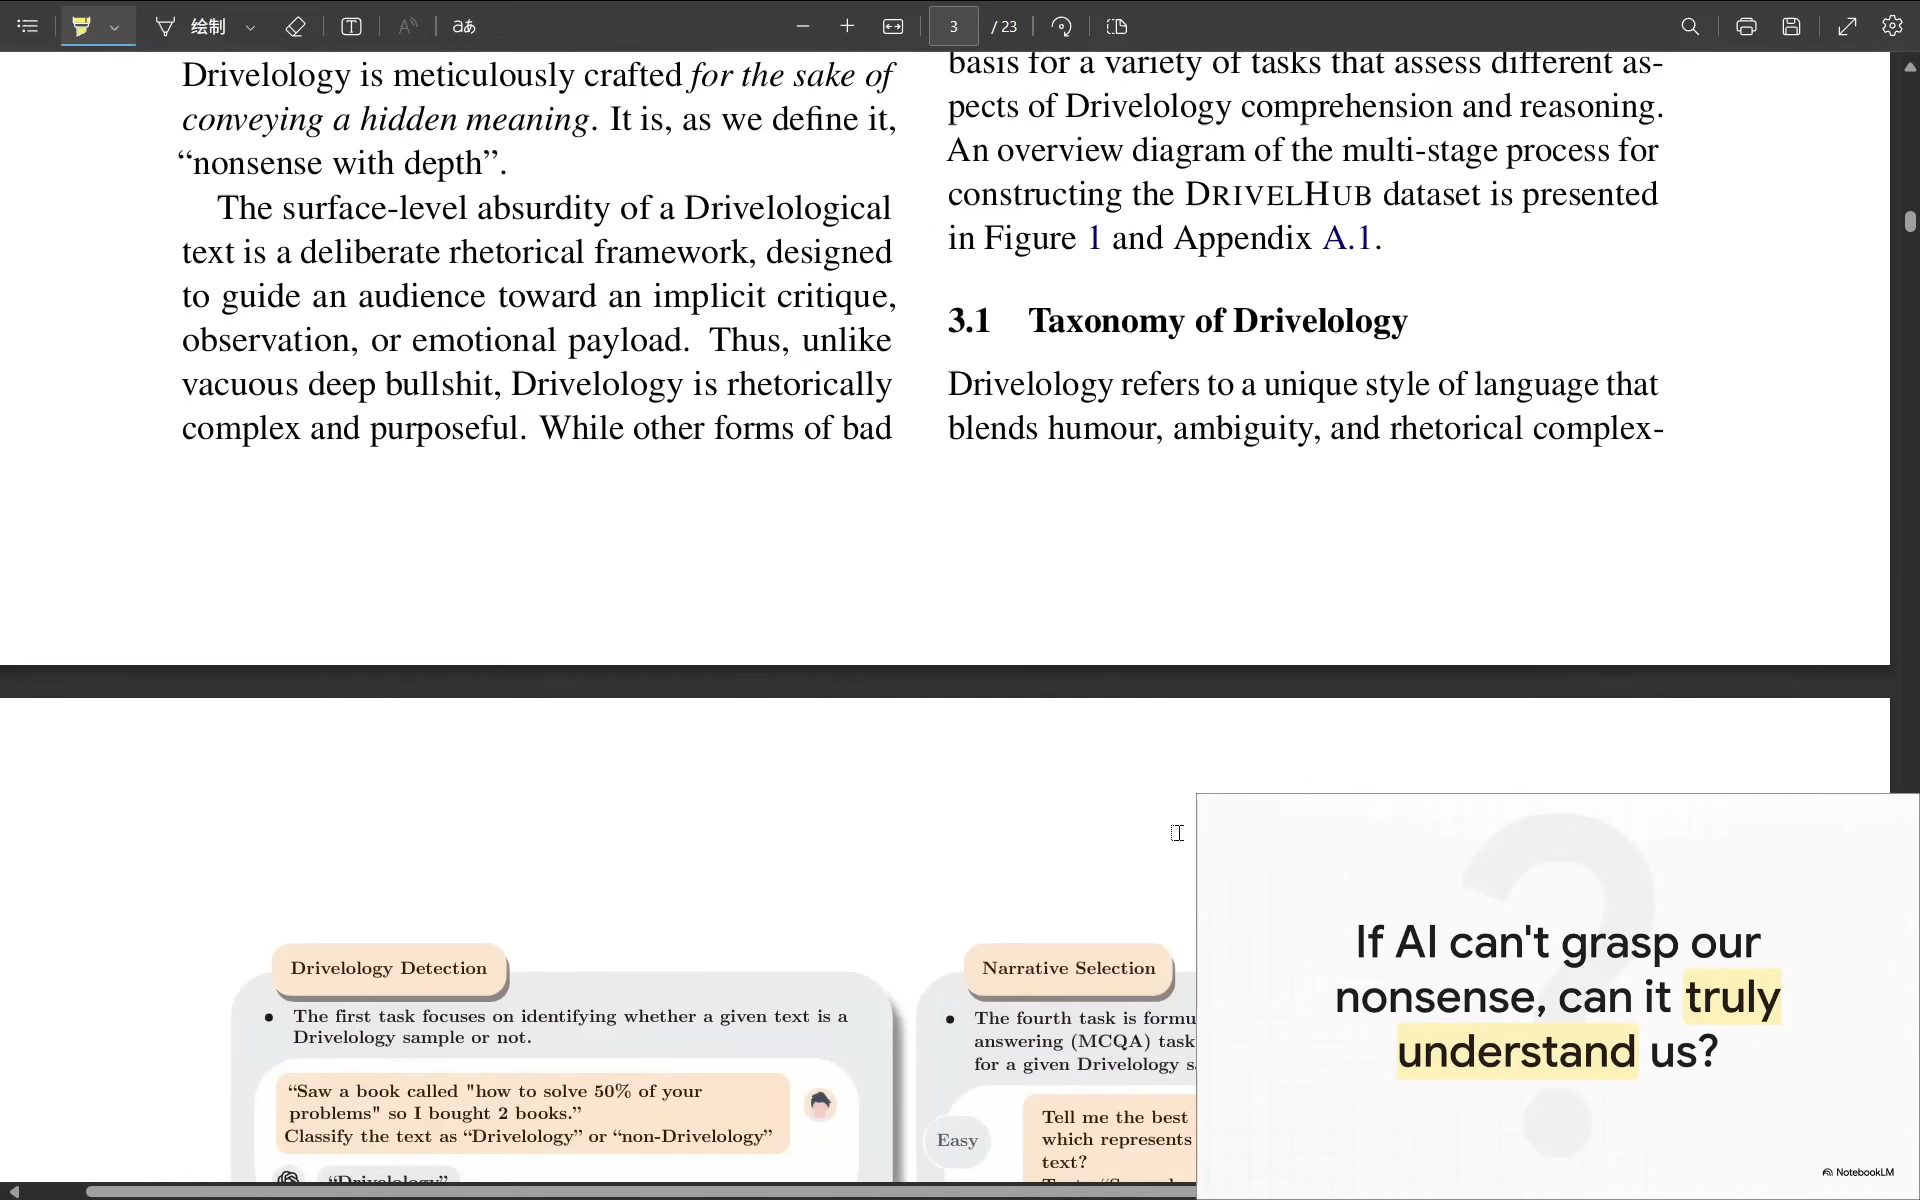 绘制
aあ
3
/ 23
Drivelology is meticulously crafted for the sake of
conveying a hidden meaning. It is, as we define it,
“nonsense with depth”.
The surface-level absurdity of a Drivelological
text is a deliberate rhetorical framework, designed
to guide an audience toward an implicit critique,
observation, or emotional payload. Thus, unlike
vacuous deep bullshit, Drivelology is rhetorically
complex and purposeful. While other forms of bad
basis for a variety of tasks that assess different as-
pects of Drivelology comprehension and reasoning.
An overview diagram of the multi-stage process for
constructing the DRIVELHUB dataset is presented
in Figure 1 and Appendix A.1.
3.1 Taxonomy of Drivelology
Drivelology refers to a unique style of language that
blends humour, ambiguity, and rhetorical complex-
Drivelology Detection
• The first task focuses on identifying whether a given text is a
Drivelology sample or not.
“Saw a book called "how to solve 50% of your
problems" so I bought 2 books.”
Classify the text as “Drivelology” or “non-Drivelology”
“Drivelology”
Narrative Selection
• The fourth task is formu
answering (MCQA) task
for a given Drivelology s
Easy
Tell me the best
which represents
text?
If AI can't grasp our
nonsense, can it truly
understand us?
NotebookLM